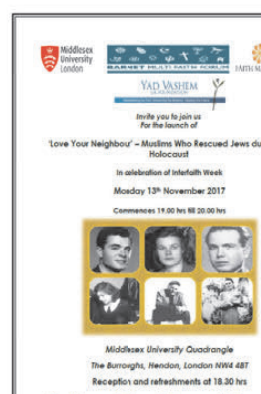 Middlesex
University
London
BARNET MULTI FAITH FORUM
FAITH M
YAD VASHEM
UK FOUNDATION
Invite you to join us
For the launch of
'Love Your Neighbour' – Muslims Who Rescued Jews du
Holocaust
In celebration of Interfaith Week
Monday 13th November 2017
Commences 19.00 hrs till 20.00 hrs
Middlesex University Quadrangle
The Burroughs, Hendon, London NW4 4BT
Reception and refreshments at 18.30 hrs